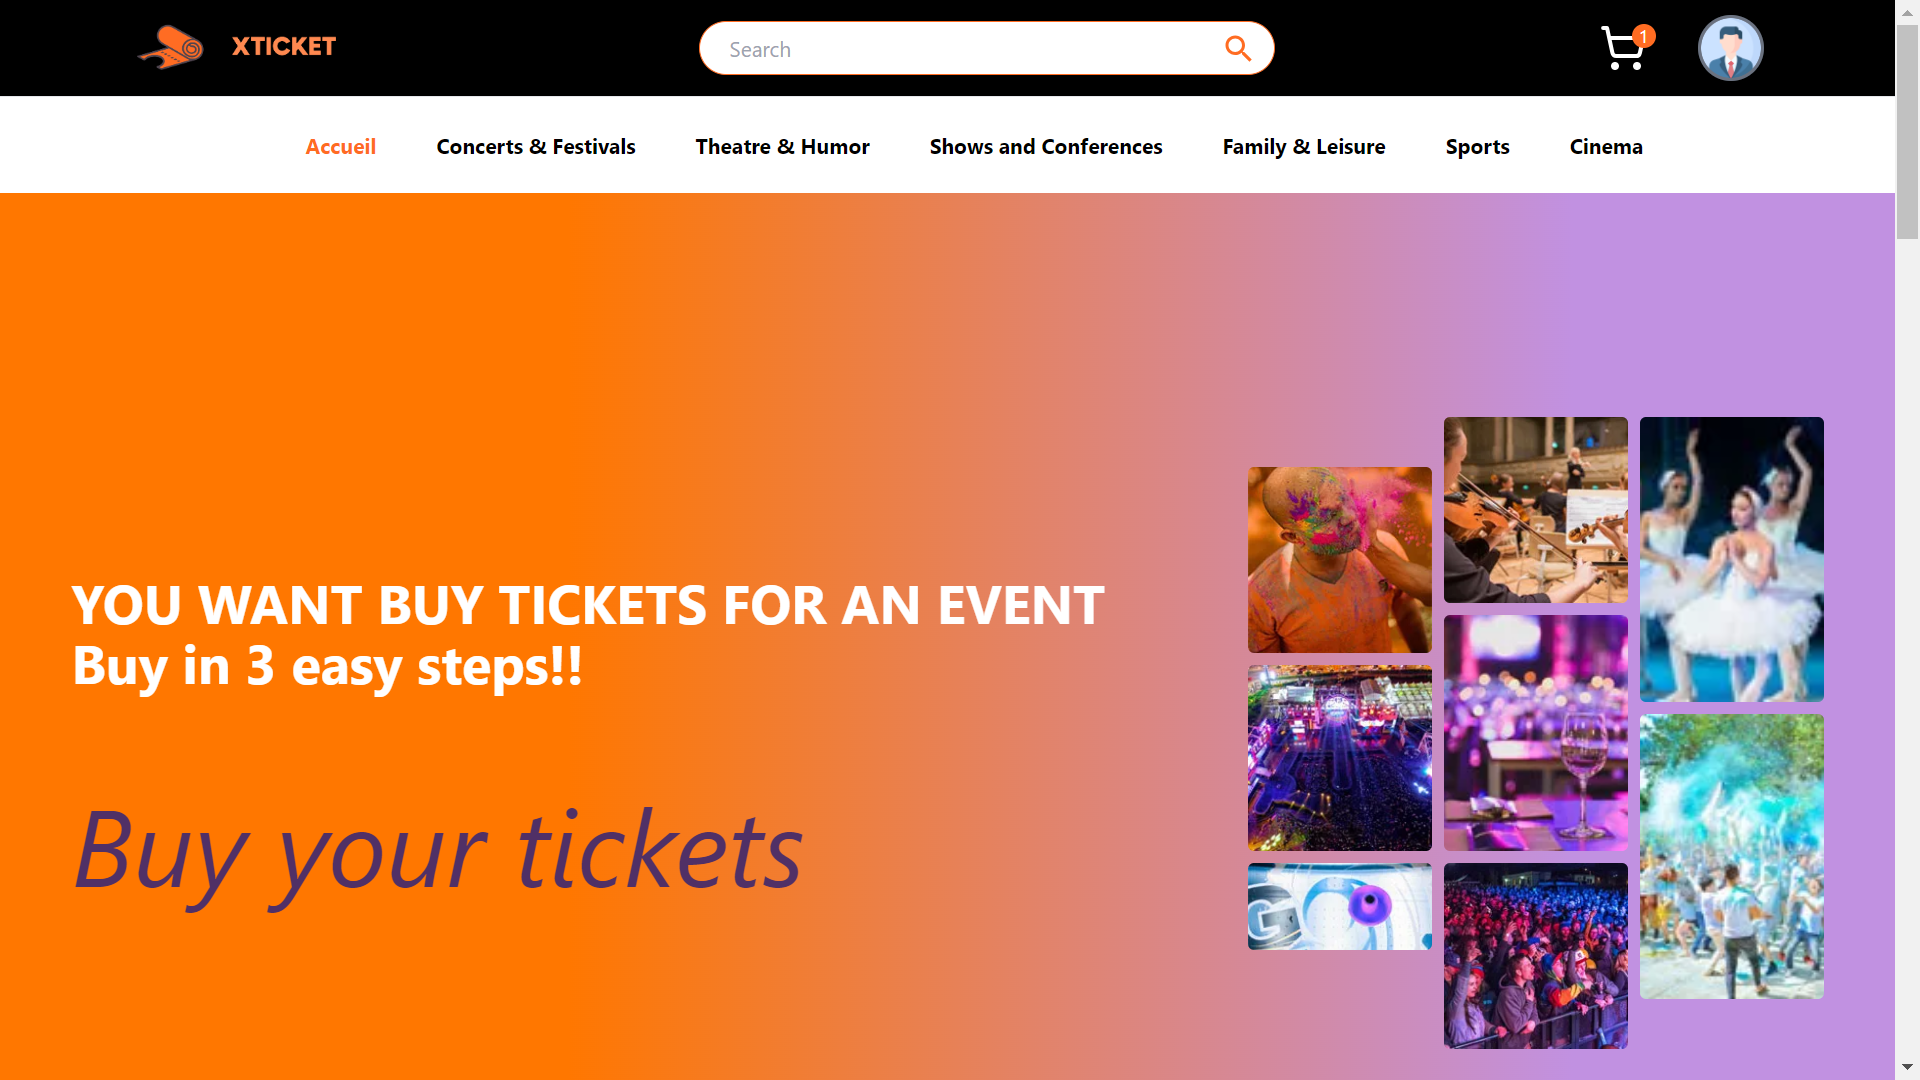 XTICKET
Search
1
Accueil
Concerts & Festivals
Theatre & Humor
Shows and Conferences
Family & Leisure
Sports
Cinema
YOU WANT BUY TICKETS FOR AN EVENT
Buy in 3 easy steps!!
Buy your tickets
G